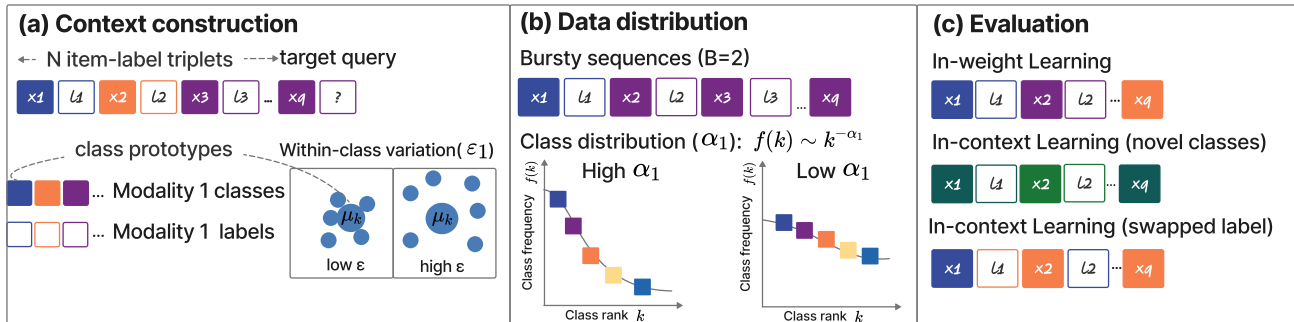 (a) Context construction
N item-label triplets target query
x1 l1 x2 l2 x3 l3 ... xq ?
class prototypes
Modality 1 classes
... Modality 1 labels
Within-class variation( ε1)
μk μk
low ε high ε
(b) Data distribution
Bursty sequences (B=2)
x1 l1 x2 l2 x3 l3 ... xq
Class distribution (α1): f(k) ∼ k^−α1
High α1 Low α1
Class frequency f(k)
Class rank k
Class frequency f(k)
Class rank k
(c) Evaluation
In-weight Learning
x1 l1 x2 l2 ... xq
In-context Learning (novel classes)
x1 l1 x2 l2 ... xq
In-context Learning (swapped label)
x1 l1 x2 l2 ... xq